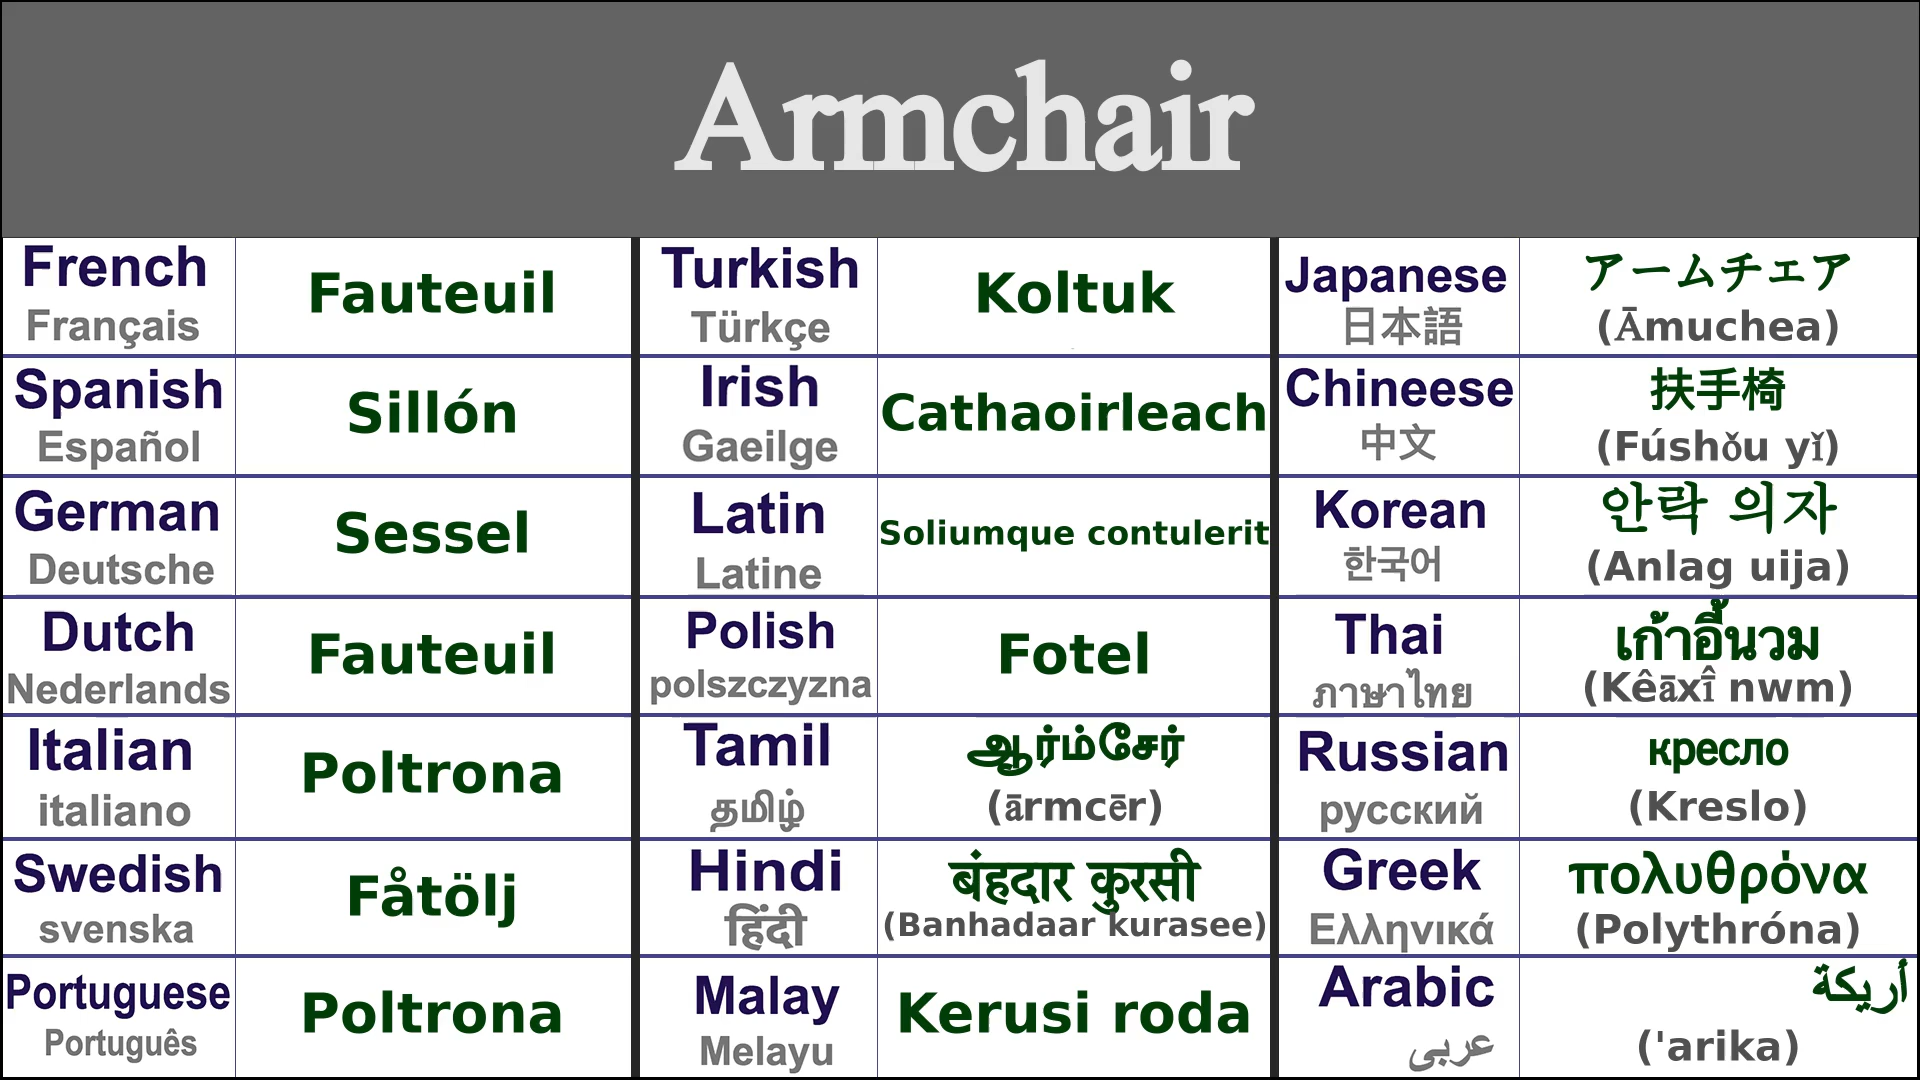 Armchair
French
Français
Fauteuil
Turkish
Türkçe
Koltuk
Japanese
日本語
アームチェア
(Āmuchea)
Spanish
Español
Sillón
Irish
Gaeilge
Cathaoirleach
Chineese
中文
扶手椅
(Fúshǒu yǐ)
German
Deutsche
Sessel
Latin
Latine
Soliumque contulerit
Korean
한국어
안락 의자
(Anlag uija)
Dutch
Nederlands
Fauteuil
Polish
polszczyzna
Fotel
Thai
ภาษาไทย
เก้าอี้นวม
(Kêāxî nwm)
Italian
italiano
Poltrona
Tamil
தமிழ்
ஆர்ம்சேர்
(ārmcēr)
Russian
русский
кресло
(Kreslo)
Swedish
svenska
Fåtölj
Hindi
हिंदी
बंहदार कुरसी
(Banhadaar kurasee)
Greek
Ελληνικά
πολυθρόνα
(Polythróna)
Portuguese
Português
Poltrona
Malay
Melayu
Kerusi roda
Arabic
عربى
أريكة
('arika)